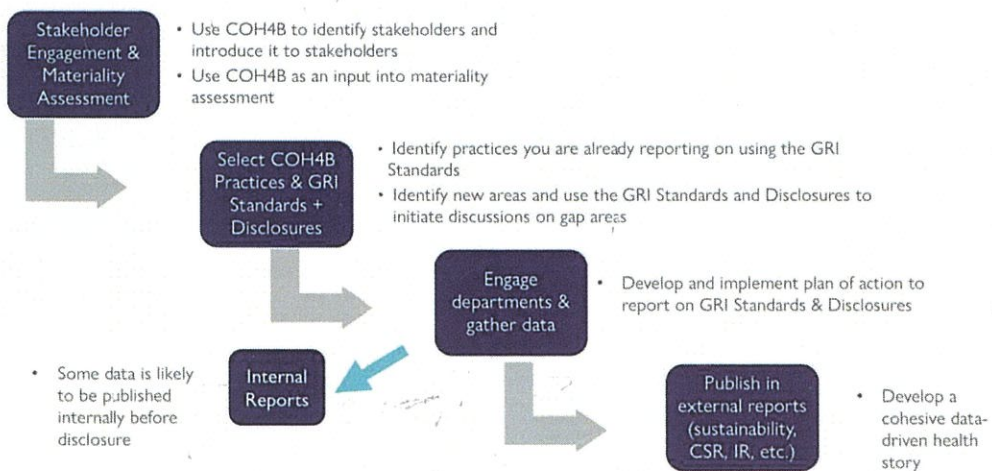 Stakeholder
Engagement &
Materiality
Assessment
• Use COH4B to identify stakeholders and
introduce it to stakeholders
• Use COH4B as an input into materiality
assessment
Select COH4B
Practices & GRI
Standards +
Disclosures
• Identify practices you are already reporting on using the GRI
Standards
• Identify new areas and use the GRI Standards and Disclosures to
initiate discussions on gap areas
Engage
departments &
gather data
• Develop and implement plan of action to
report on GRI Standards & Disclosures
• Some data is likely
to be published
internally before
disclosure
Internal
Reports
Publish in
external reports
(sustainability,
CSR, IR, etc.)
• Develop a
cohesive data-
driven health
story